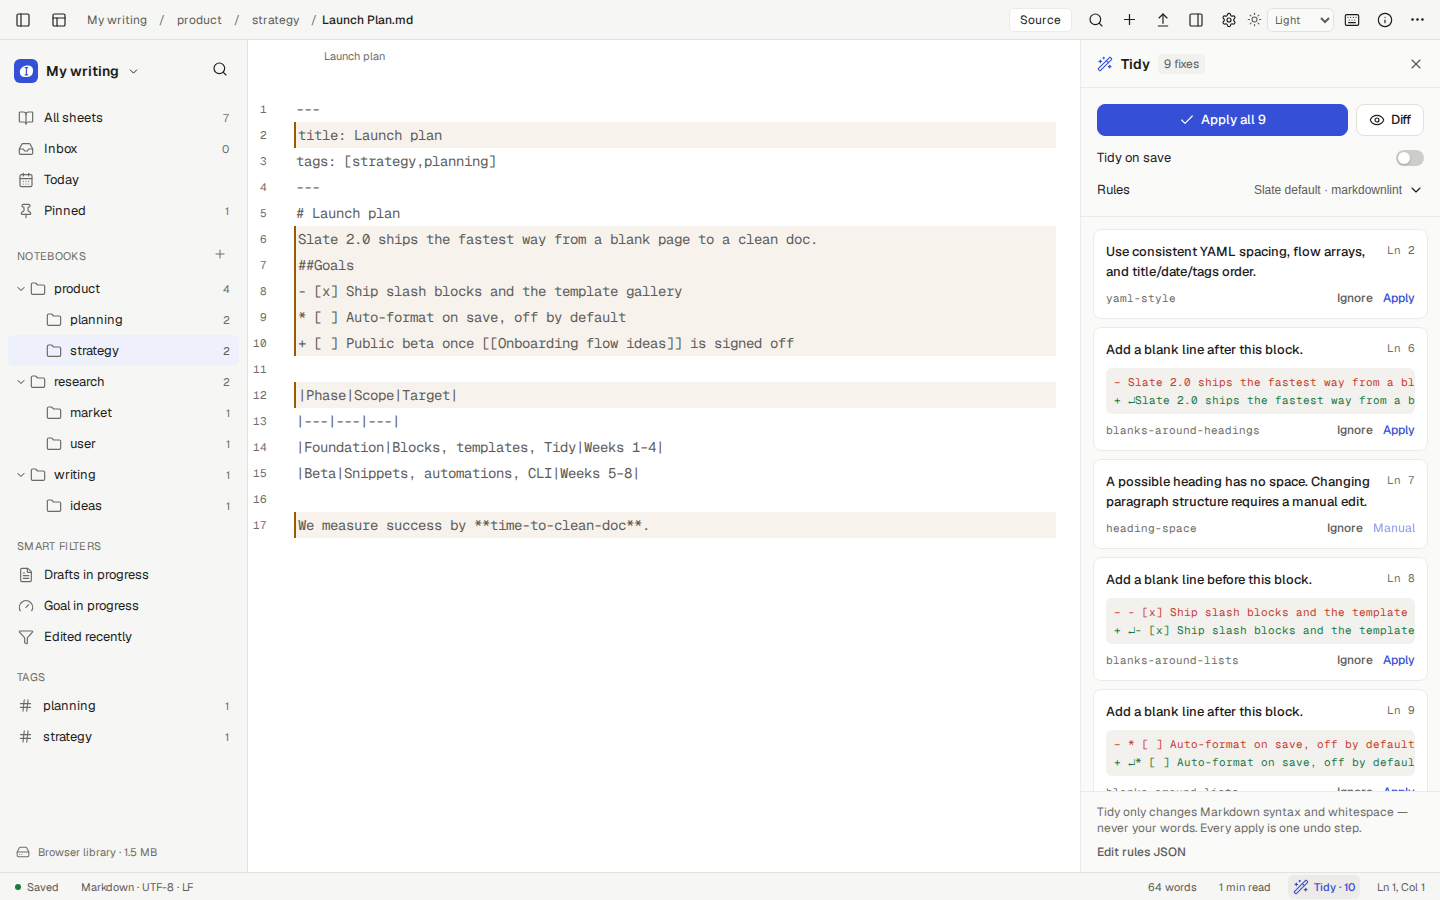 My writing / product / strategy / Launch Plan.md
Source
Light
My writing
All sheets 7
Inbox 0
Today
Pinned 1
NOTEBOOKS
product 4
planning 2
strategy 2
research 2
market 1
user 1
writing 1
ideas 1
SMART FILTERS
Drafts in progress
Goal in progress
Edited recently
TAGS
# planning 1
# strategy 1
Browser library · 1.5 MB
Launch plan
1 ---
2 title: Launch plan
3 tags: [strategy,planning]
4 ---
5 # Launch plan
6 Slate 2.0 ships the fastest way from a blank page to a clean doc.
7 ##Goals
8 - [x] Ship slash blocks and the template gallery
9 * [ ] Auto-format on save, off by default
10 + [ ] Public beta once [[Onboarding flow ideas]] is signed off
11
12 |Phase|Scope|Target|
13 |---|---|---|
14 |Foundation|Blocks, templates, Tidy|Weeks 1–4|
15 |Beta|Snippets, automations, CLI|Weeks 5–8|
16
17 We measure success by **time-to-clean-doc**.
Tidy 9 fixes
Apply all 9
Diff
Tidy on save
Rules Slate default · markdownlint
Use consistent YAML spacing, flow arrays, Ln 2
and title/date/tags order.
yaml-style Ignore Apply
Add a blank line after this block. Ln 6
- Slate 2.0 ships the fastest way from a bl
+ ↵Slate 2.0 ships the fastest way from a b
blanks-around-headings Ignore Apply
A possible heading has no space. Changing Ln 7
paragraph structure requires a manual edit.
heading-space Ignore Manual
Add a blank line before this block. Ln 8
- - [x] Ship slash blocks and the template
+ ↵- [x] Ship slash blocks and the template
blanks-around-lists Ignore Apply
Add a blank line after this block. Ln 9
- * [ ] Auto-format on save, off by default
+ ↵* [ ] Auto-format on save, off by defaul
blanks-around-lists Ignore Apply
Tidy only changes Markdown syntax and whitespace —
never your words. Every apply is one undo step.
Edit rules JSON
Saved
Markdown · UTF-8 · LF
64 words
1 min read
Tidy · 10
Ln 1, Col 1